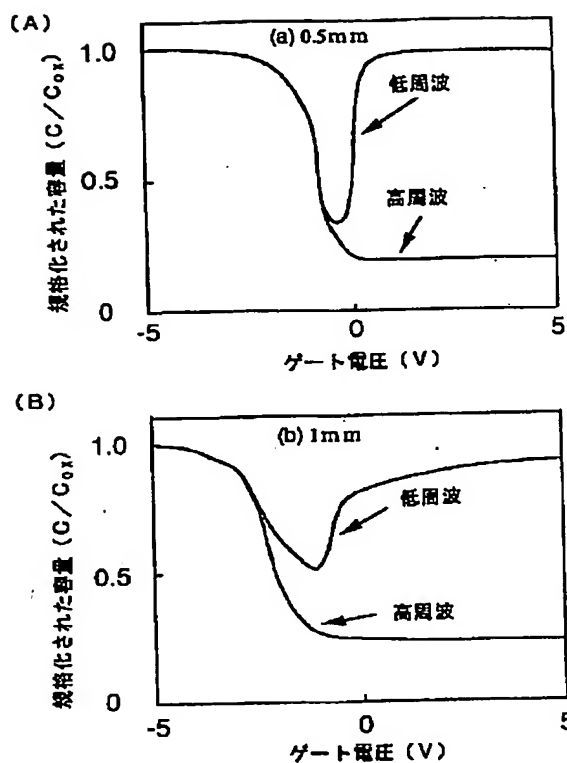 (A)
(a) 0.5mm
規格化された容量 (C/COX)
1.0
0.5
0
低周波
高周波
-5
0
5
ゲート電圧 (V)
(B)
(b) 1mm
規格化された容量 (C/COX)
1.0
0.5
0
低周波
高周波
-5
0
5
ゲート電圧 (V)